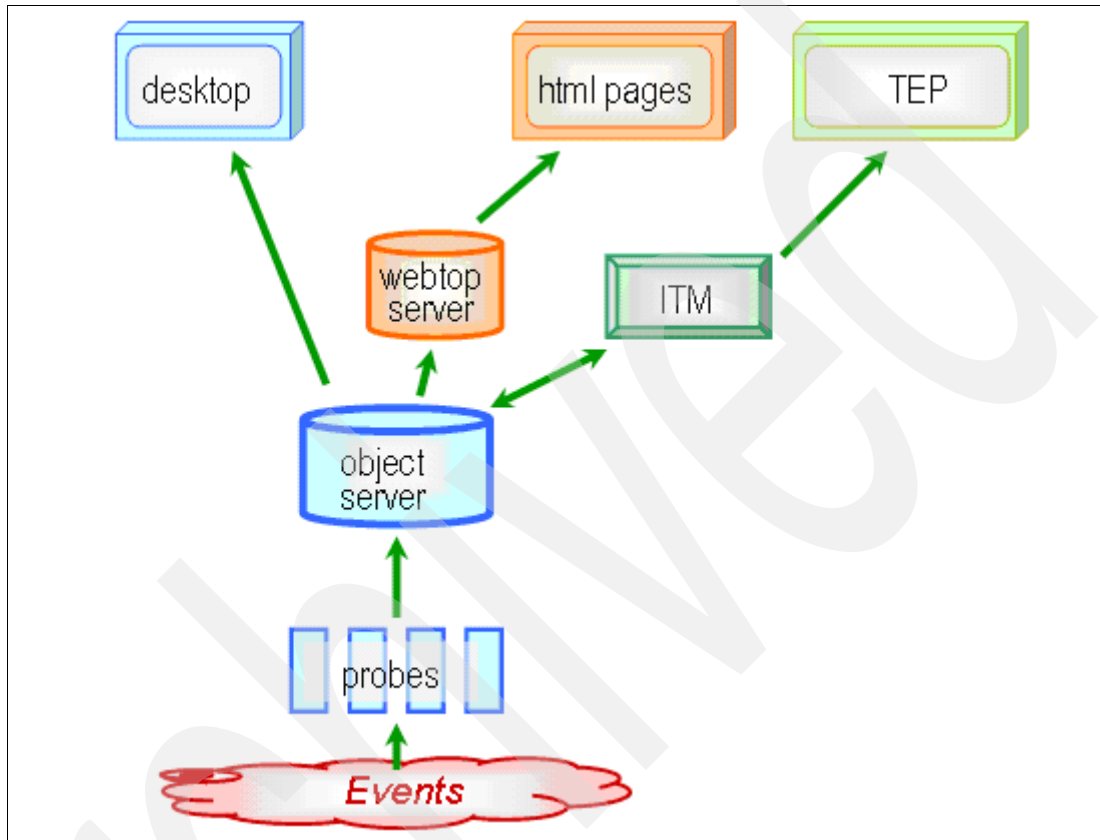 desktop
html pages
TEP
webtop
server
ITM
object
server
probes
Events